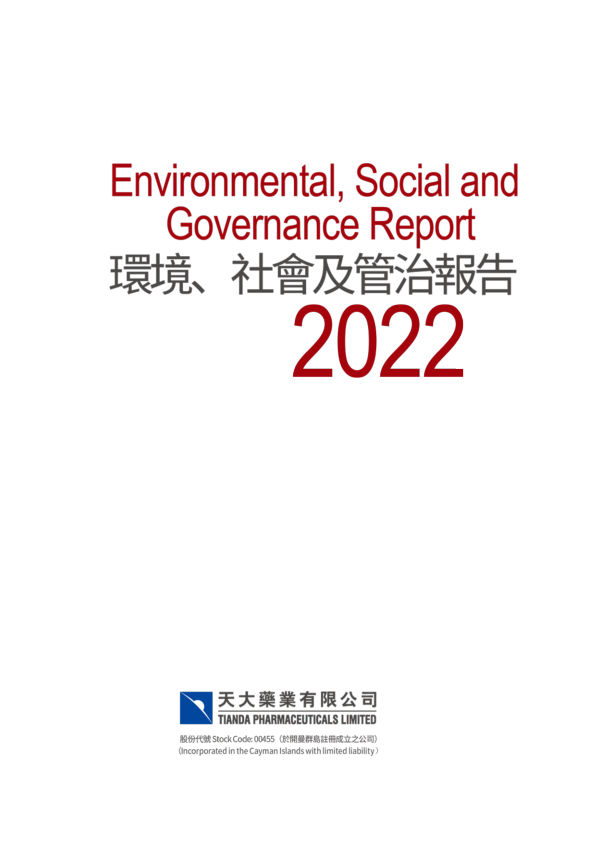 Environmental, Social and
Governance Report
環境、社會及管治報告
2022
天大藥業有限公司
TIANDA PHARMACEUTICALS LIMITED
股份代號 Stock Code: 00455（於開曼群島註冊成立之公司）
（Incorporated in the Cayman Islands with limited liability）